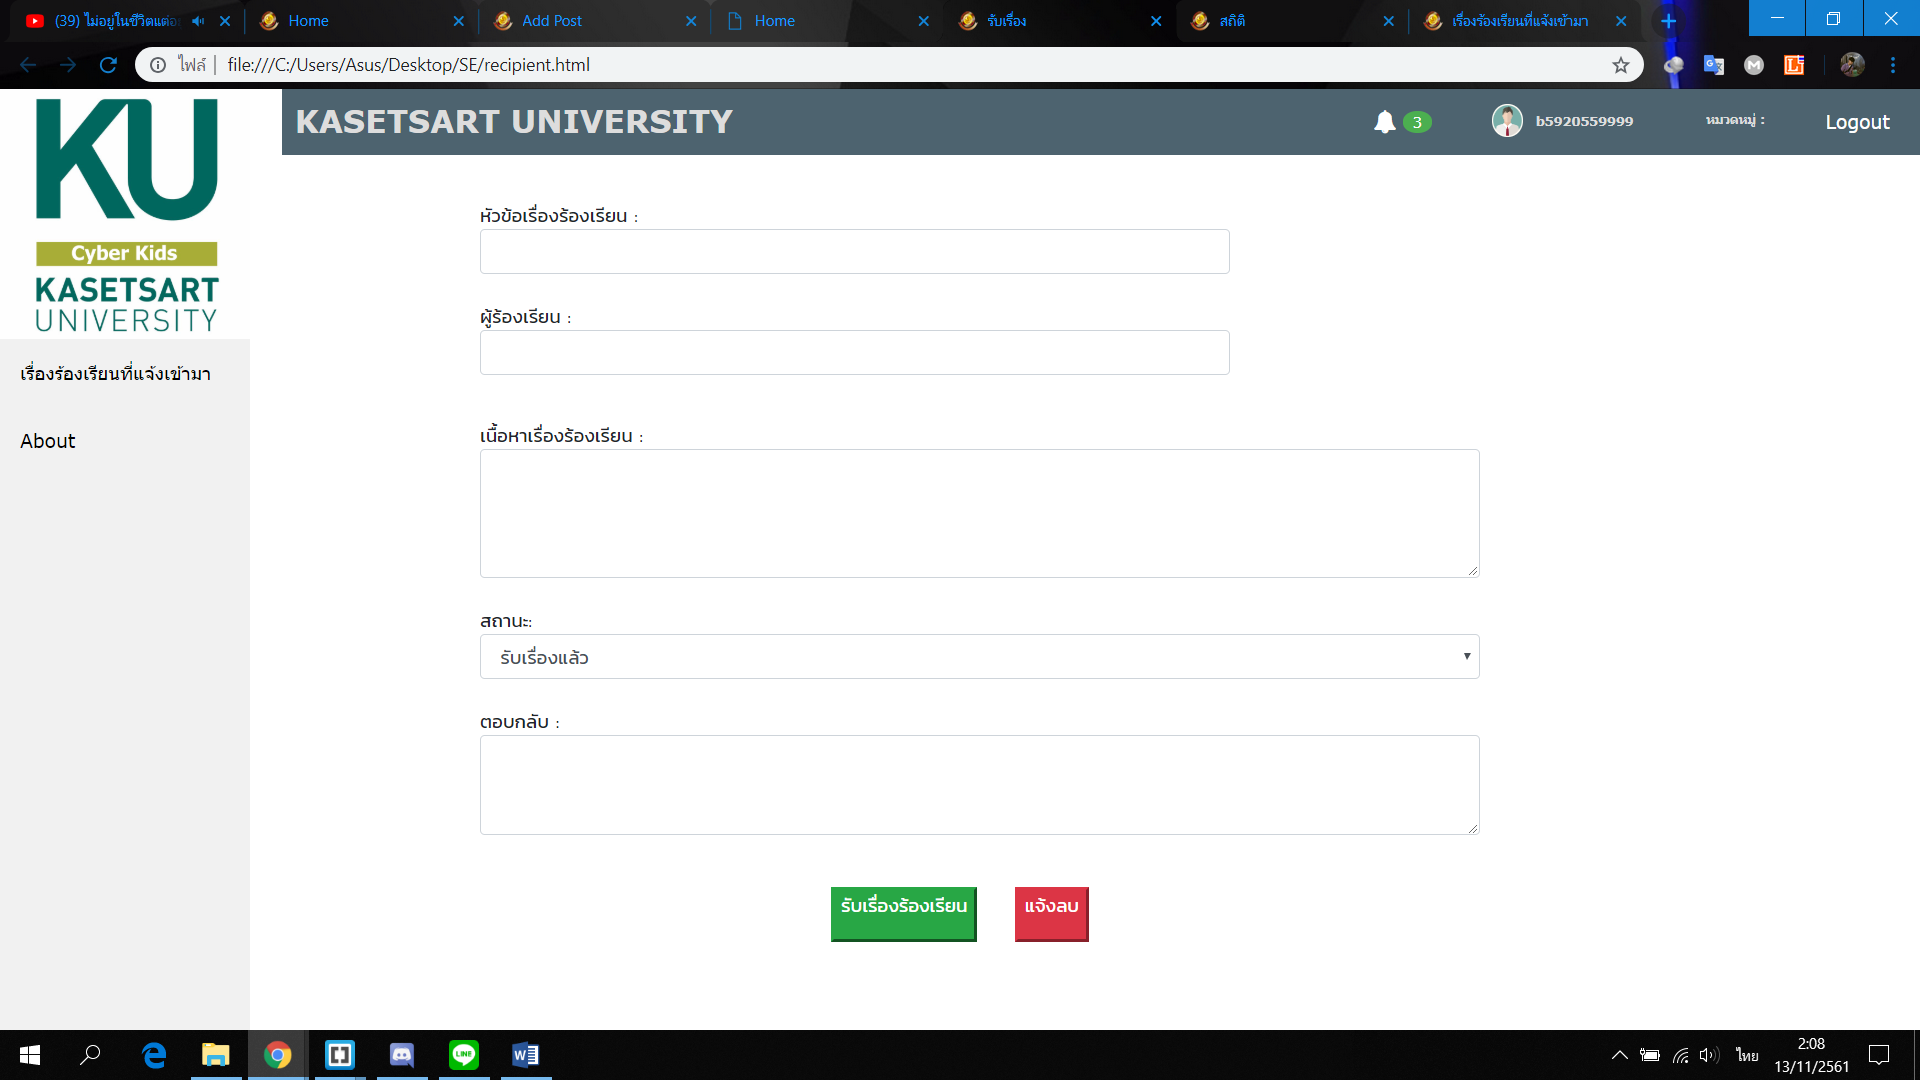 (39) ไม่อยู่ในชีวิตแต่อ
Home
Add Post
Home
รับเรื่อง
สถิติ
เรื่องร้องเรียนที่แจ้งเข้ามา
ไฟล์ | file:///C:/Users/Asus/Desktop/SE/recipient.html
KU
Cyber Kids
KASETSART
UNIVERSITY
KASETSART UNIVERSITY
3
b5920559999
หมวดหมู่ :
Logout
เรื่องร้องเรียนที่แจ้งเข้ามา
About
หัวข้อเรื่องร้องเรียน :
ผู้ร้องเรียน :
เนื้อหาเรื่องร้องเรียน :
สถานะ:
รับเรื่องแล้ว
ตอบกลับ :
รับเรื่องร้องเรียน
แจ้งลบ
LINE
ไทย
2:08
13/11/2561